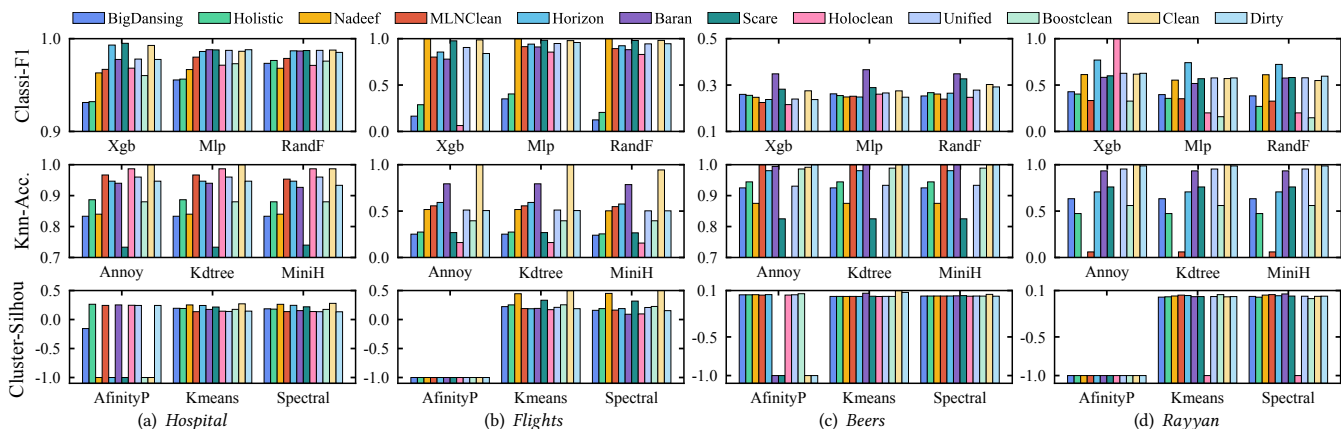 BigDansing Holistic Nadeef MLNClean Horizon Baran Scare Holoclean Unified Boostclean Clean Dirty
Classi-F1
1.0
0.9
Xgb Mlp RandF
1.0
0.5
0.0
Xgb Mlp RandF
0.5
0.3
0.1
Xgb Mlp RandF
1.0
0.5
0.0
Xgb Mlp RandF
Knn-Acc.
1.0
0.9
0.8
0.7
Annoy Kdtree MiniH
1.0
0.5
0.0
Annoy Kdtree MiniH
1.0
0.9
0.8
0.7
Annoy Kdtree MiniH
1.0
0.5
0.0
Annoy Kdtree MiniH
Cluster-Silhou
0.5
0.0
-0.5
-1.0
AfinityP Kmeans Spectral
0.5
0.0
-0.5
-1.0
AfinityP Kmeans Spectral
0.1
-0.5
-1.0
AfinityP Kmeans Spectral
0.1
-0.5
-1.0
AfinityP Kmeans Spectral
(a) Hospital
(b) Flights
(c) Beers
(d) Rayyan